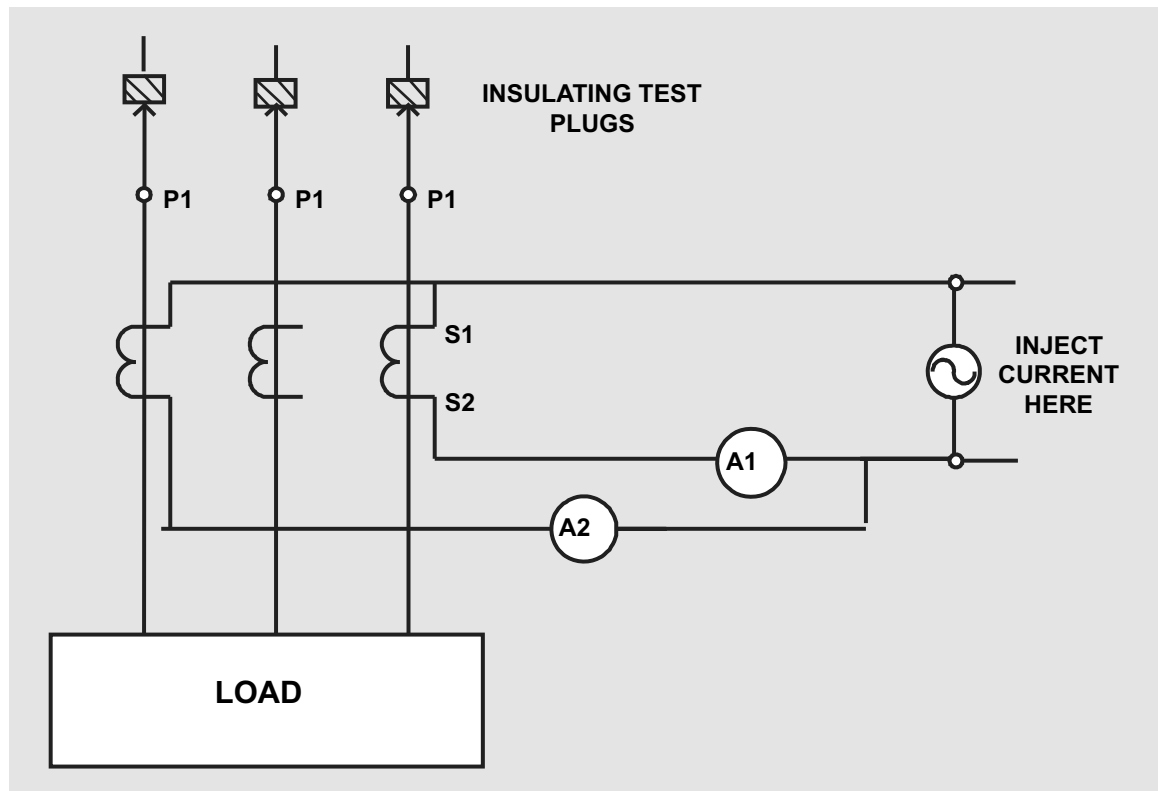 INSULATING TEST
PLUGS
P1
P1
P1
S1
S2
INJECT
CURRENT
HERE
A1
A2
LOAD